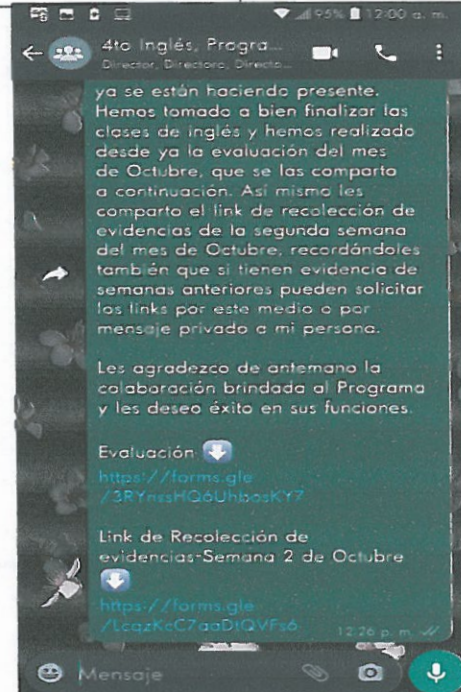 95% 12:00 a. m.
4to Inglés, Progra...
Director, Directora, Directo...
ya se están haciendo presente.
Hemos tomado a bien finalizar las
clases de inglés y hemos realizado
desde ya la evaluación del mes
de Octubre, que se las comparto
a continuación. Así mismo les
comparto el link de recolección de
evidencias de la segunda semana
del mes de Octubre, recordándoles
también que si tienen evidencia de
semanas anteriores pueden solicitar
los links por este medio o por
mensaje privado a mi persona.
Les agradezco de antemano la
colaboración brindada al Programa
y les deseo éxito en sus funciones.
Evaluación ⬇️
https://forms.gle
/3RYnssHQ6UhbosKY7
Link de Recolección de
evidencias-Semana 2 de Octubre
⬇️
https://forms.gle
/LcqzKcC7aaDtQVFs6
12:26 p. m.
Mensaje